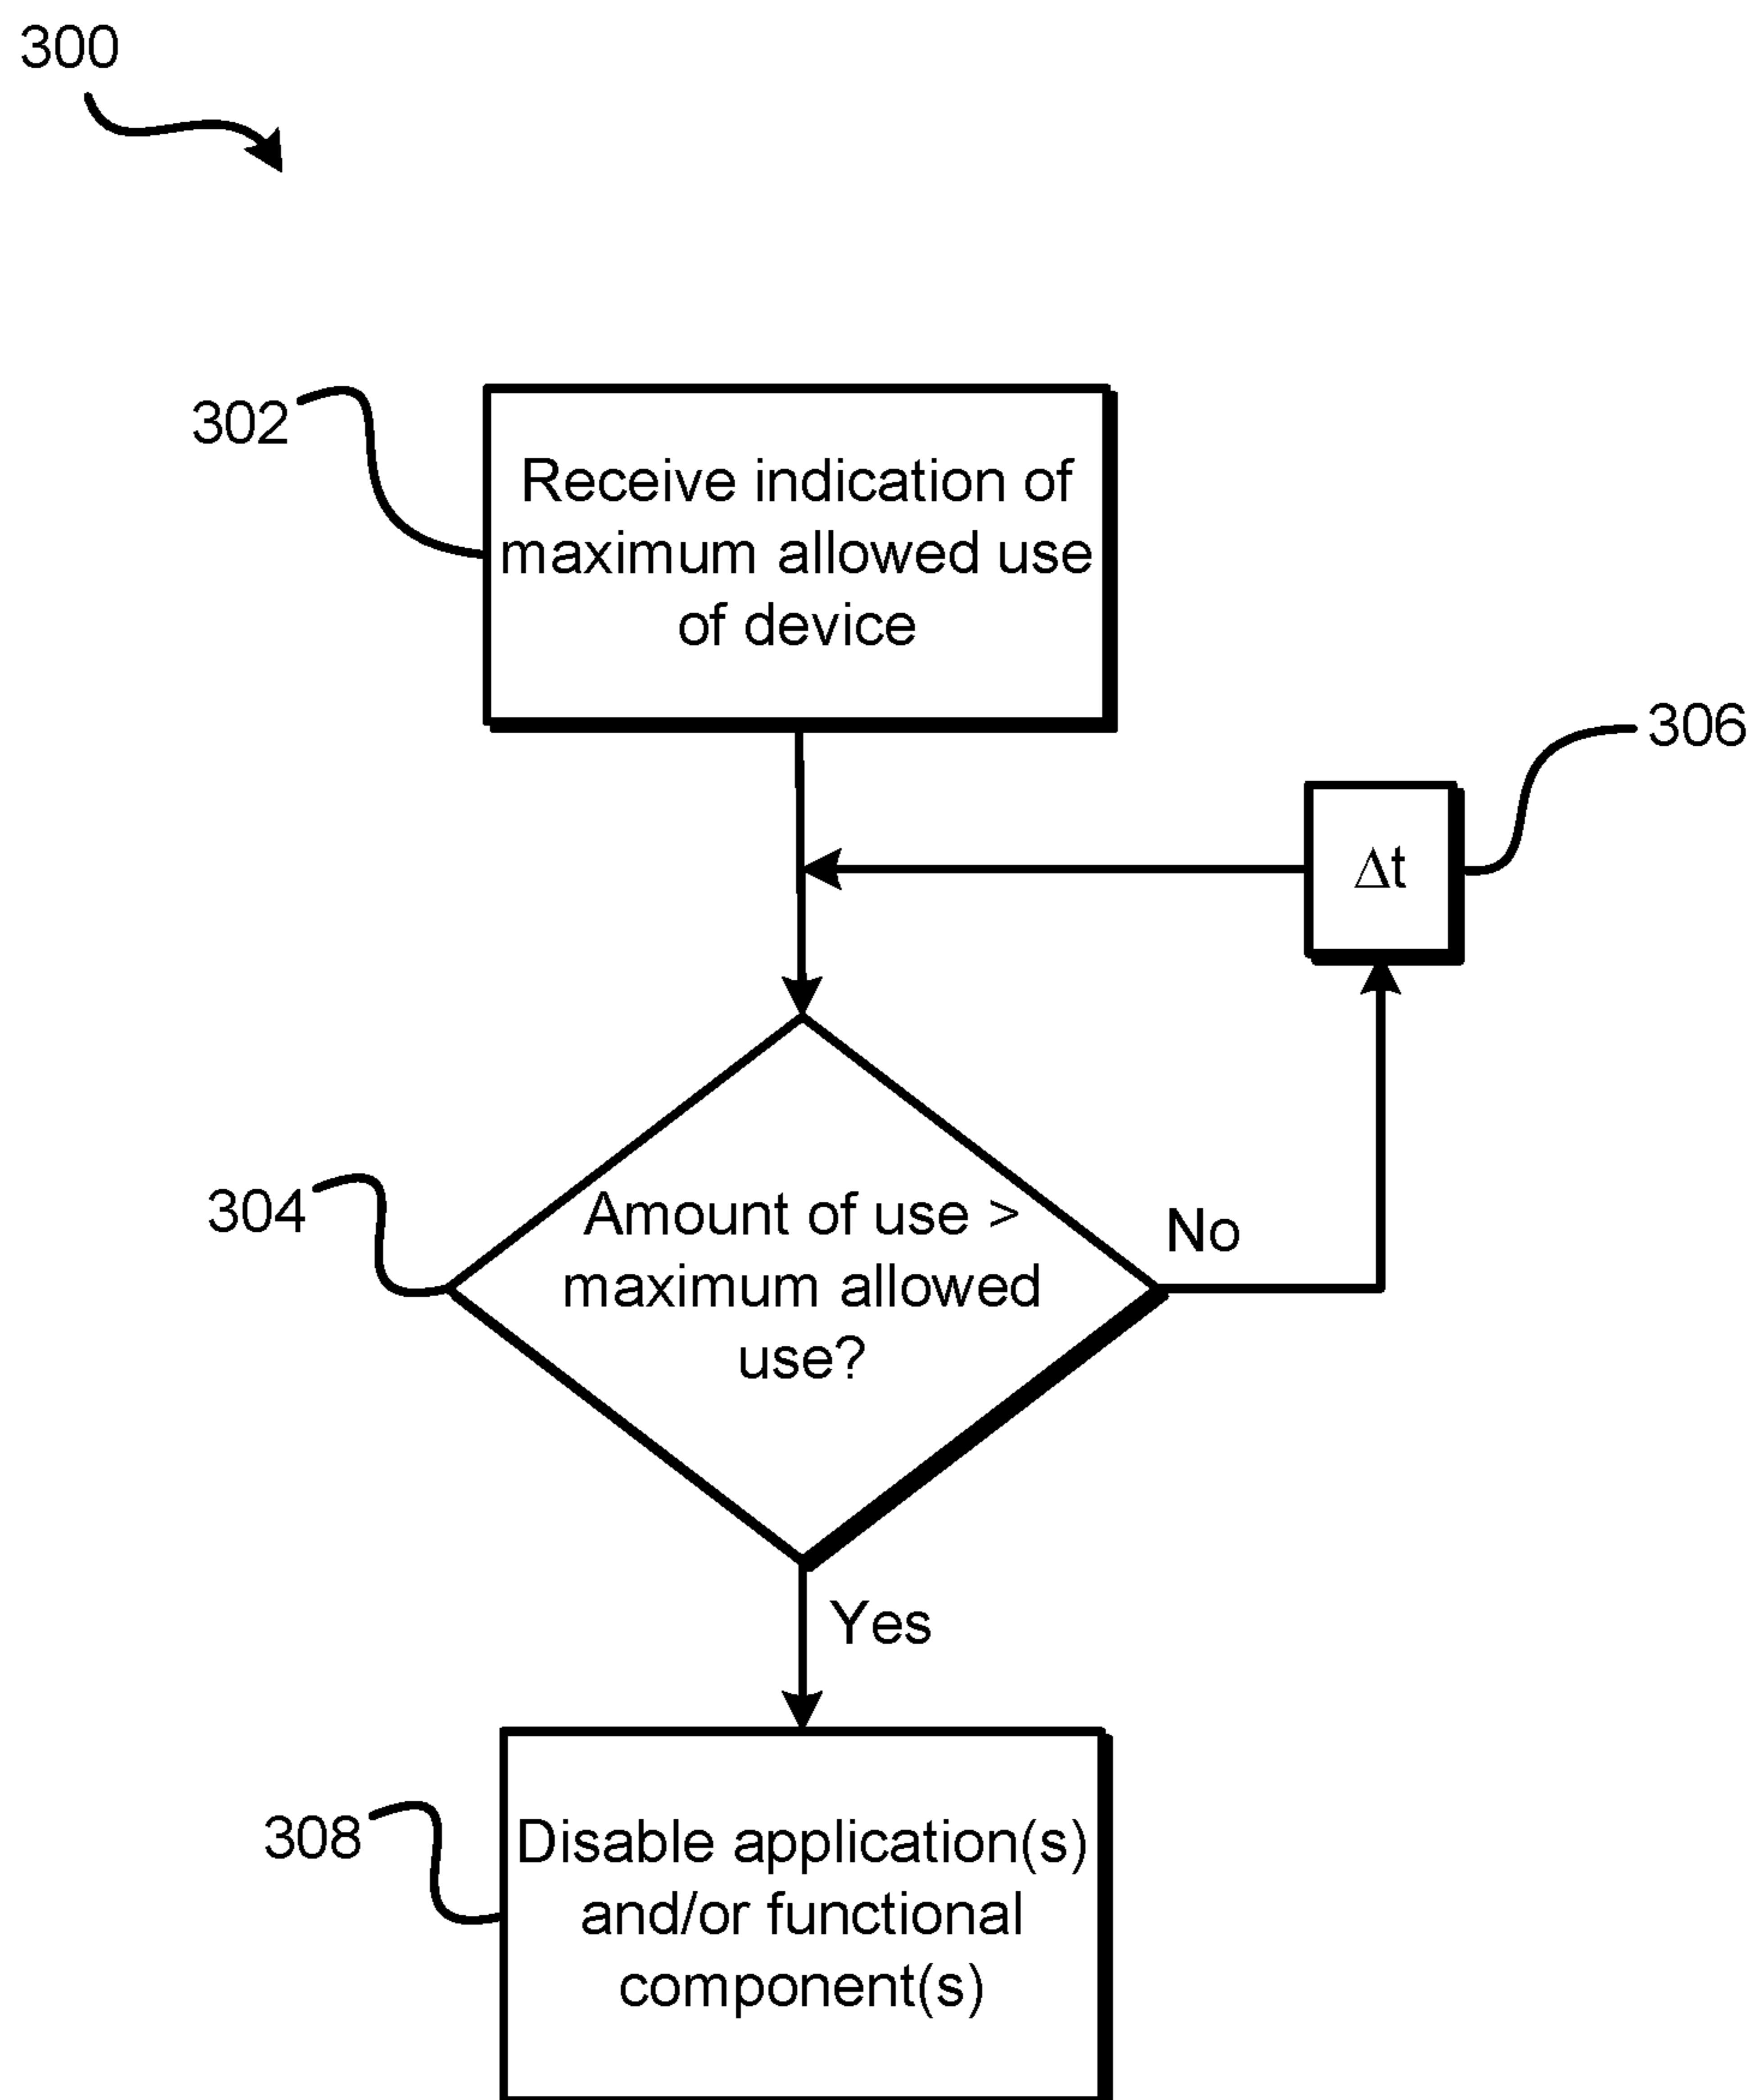 300
302
Receive indication of
maximum allowed use
of device
306
Δt
304
Amount of use >
maximum allowed
use?
No
Yes
308
Disable application(s)
and/or functional
component(s)